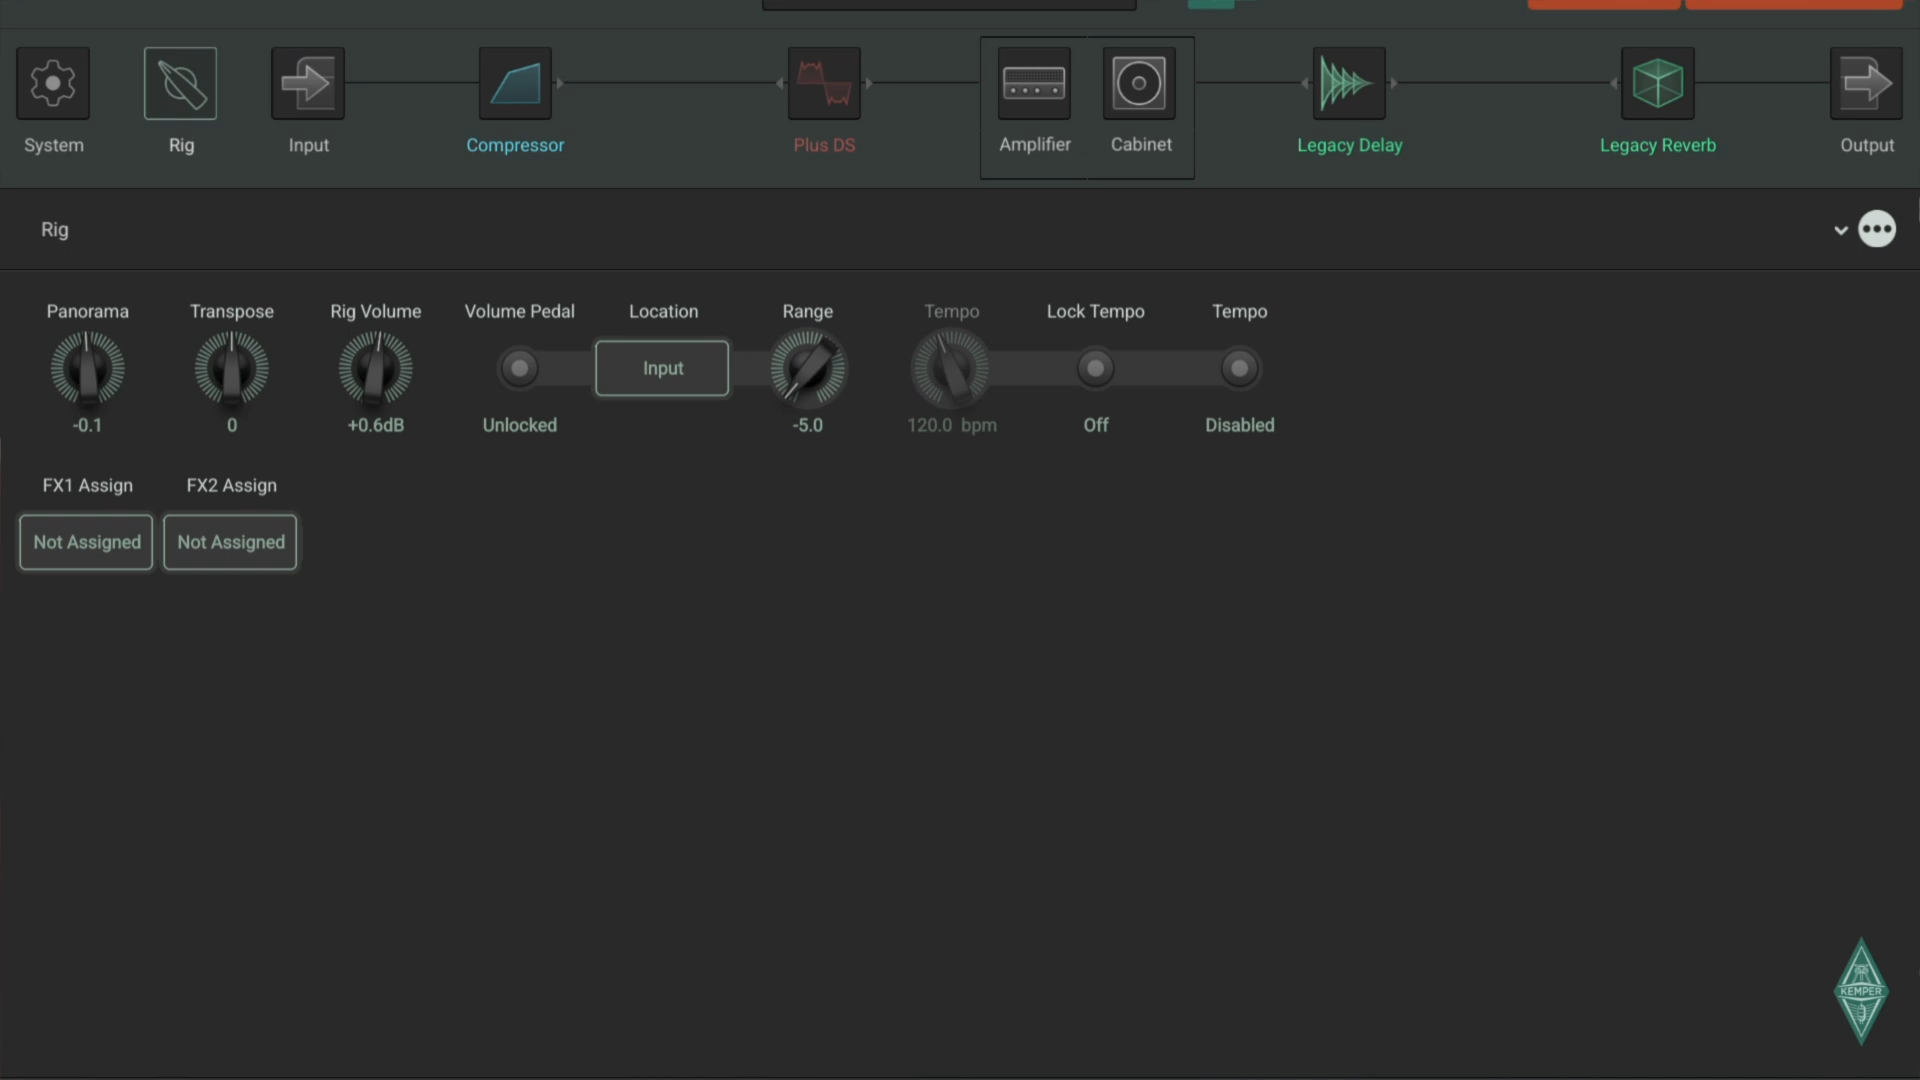 System
Rig
Input
Compressor
Plus DS
Amplifier
Cabinet
Legacy Delay
Legacy Reverb
Output
Rig
Panorama
Transpose
Rig Volume
Volume Pedal
Location
Range
Tempo
Lock Tempo
Tempo
Input
-0.1
0
+0.6dB
Unlocked
-5.0
120.0 bpm
Off
Disabled
FX1 Assign
FX2 Assign
Not Assigned
Not Assigned
KEMPER